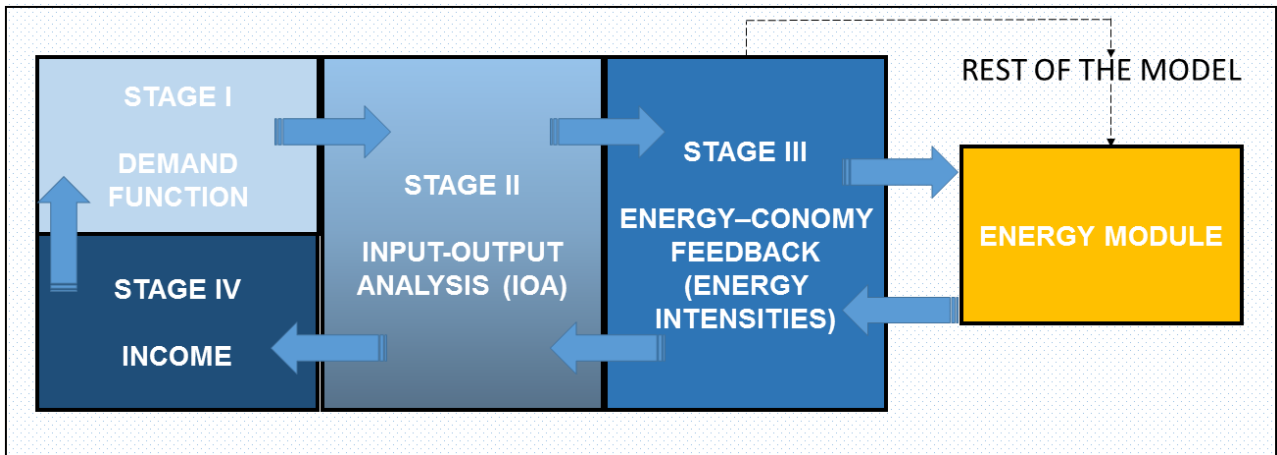 STAGE I
DEMAND
FUNCTION
STAGE IV
INCOME
STAGE II
INPUT-OUTPUT
ANALYSIS (IOA)
STAGE III
ENERGY–CONOMY
FEEDBACK
(ENERGY
INTENSITIES)
REST OF THE MODEL
ENERGY MODULE